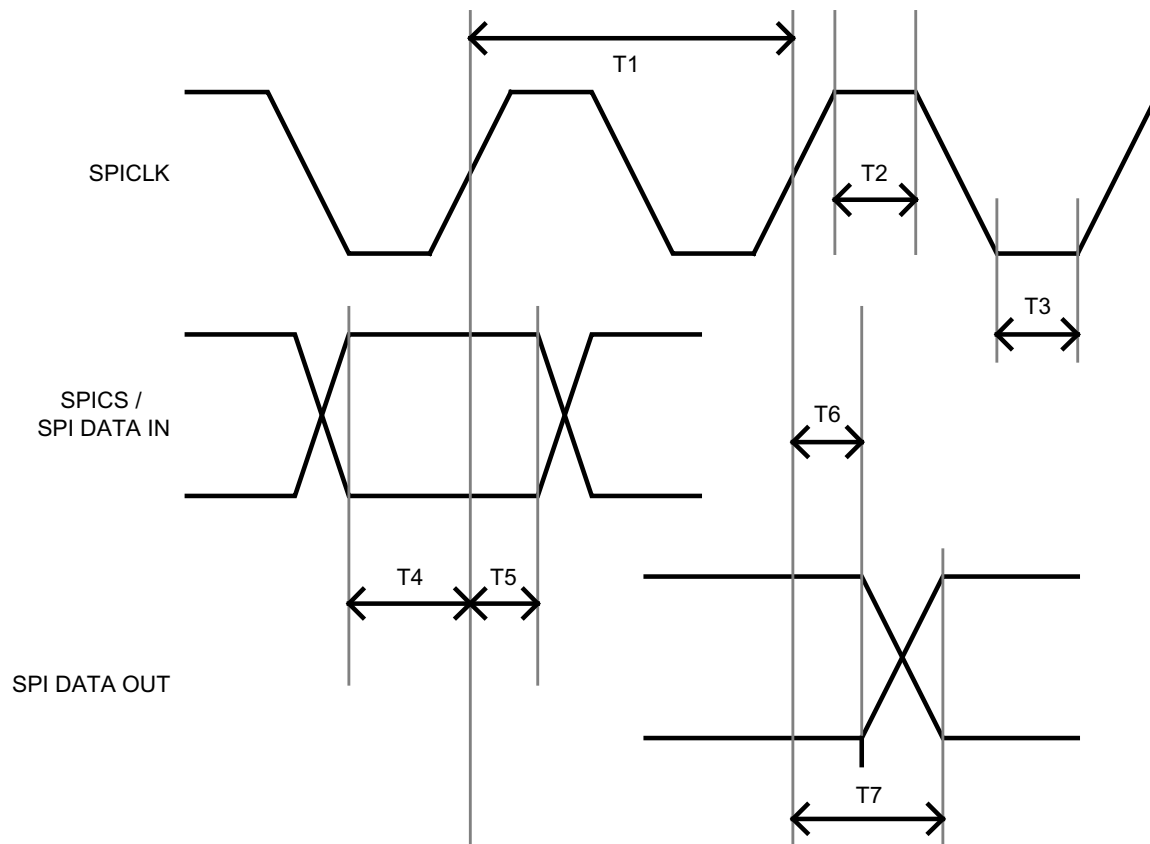 T1
SPICLK
T2
T3
SPICS /
SPI DATA IN
T6
T4
T5
SPI DATA OUT
T7